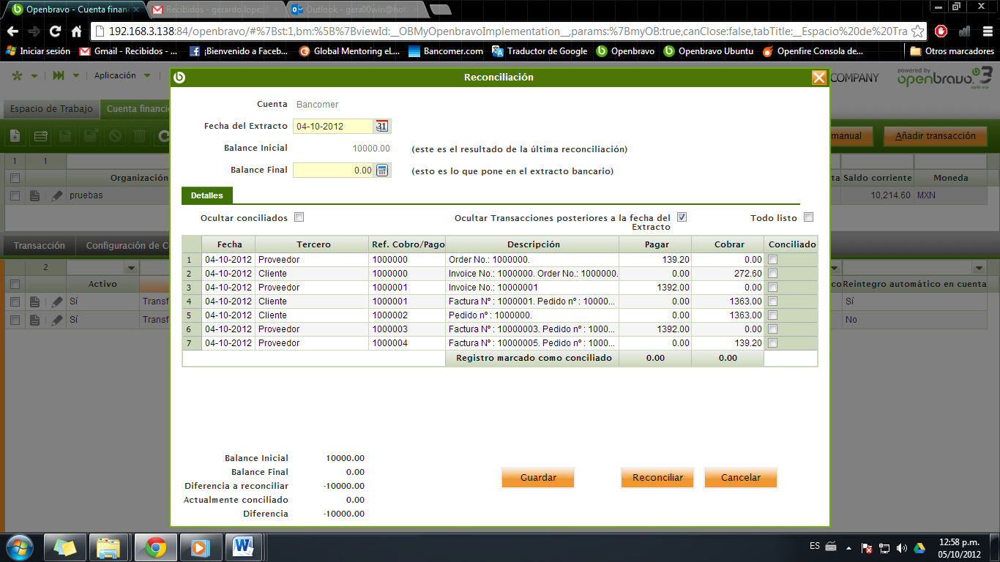 Openbravo - Cuenta finan
Recibidos - gerardo.lopez
Outlook - gera00win@hot
192.168.3.138:84/openbravo/#%7Bst:1,bm:%5B%7BviewId:__OBMyOpenbravoImplementation__,params:%7BmyOB:true,canClose:false,tabTitle:__Espacio%20de%20Tra
Iniciar sesión
Gmail - Recibidos - ...
¡Bienvenido a Faceb...
Global Mentoring eL...
Bancomer.com
Traductor de Google
Openbravo
Openbravo Ubuntu
Openfire Consola de...
Otros marcadores
Aplicación
COMPANY
powered by
openbravo 3
agile erp
Espacio de Trabajo
Cuenta financi
manual
Añadir transacción
1 1
Organización
ta Saldo corriente Moneda
pruebas
10,214.60 MXN
Transacción
Configuración de C
2
Activo
co Reintegro automático en cuenta
Sí Transf
Sí
Sí Transf
No
Reconciliación
Cuenta Bancomer
Fecha del Extracto 04-10-2012 31
Balance Inicial 10000.00 (este es el resultado de la última reconciliación)
Balance Final 0.00 (esto es lo que pone en el extracto bancario)
Detalles
Ocultar conciliados
Ocultar Transacciones posteriores a la fecha del
Extracto
Todo listo
Fecha Tercero Ref. Cobro/Pago Descripción Pagar Cobrar Conciliado
1 04-10-2012 Proveedor 1000000 Order No.: 1000000. 139.20 0.00
2 04-10-2012 Cliente 1000000 Invoice No.: 1000000. Order No.: 1000000. 0.00 272.60
3 04-10-2012 Proveedor 1000001 Invoice No.: 10000001 1392.00 0.00
4 04-10-2012 Cliente 1000001 Factura Nº : 1000001. Pedido nº : 10000... 0.00 1363.00
5 04-10-2012 Cliente 1000002 Pedido nº : 1000000. 0.00 1363.00
6 04-10-2012 Proveedor 1000003 Factura Nº : 10000003. Pedido nº : 1000... 1392.00 0.00
7 04-10-2012 Proveedor 1000004 Factura Nº : 10000005. Pedido nº : 1000... 0.00 139.20
Registro marcado como conciliado 0.00 0.00
Balance Inicial 10000.00
Balance Final 0.00
Diferencia a reconciliar -10000.00
Actualmente conciliado 0.00
Diferencia -10000.00
Guardar
Reconciliar
Cancelar
ES
12:58 p.m.
05/10/2012